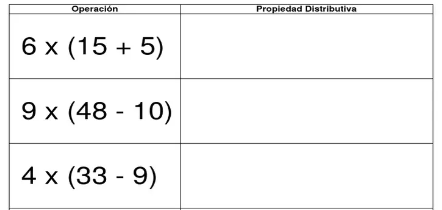 Operación Propiedad Distributiva
6 x (15 + 5)
9 x (48 - 10)
4 x (33 - 9)